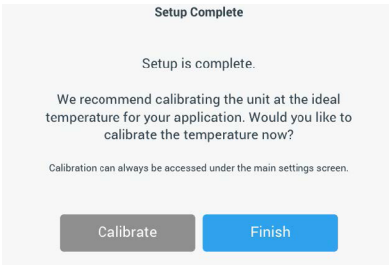 Setup Complete
Setup is complete.
We recommend calibrating the unit at the ideal
temperature for your application. Would you like to
calibrate the temperature now?
Calibration can always be accessed under the main settings screen.
Calibrate
Finish